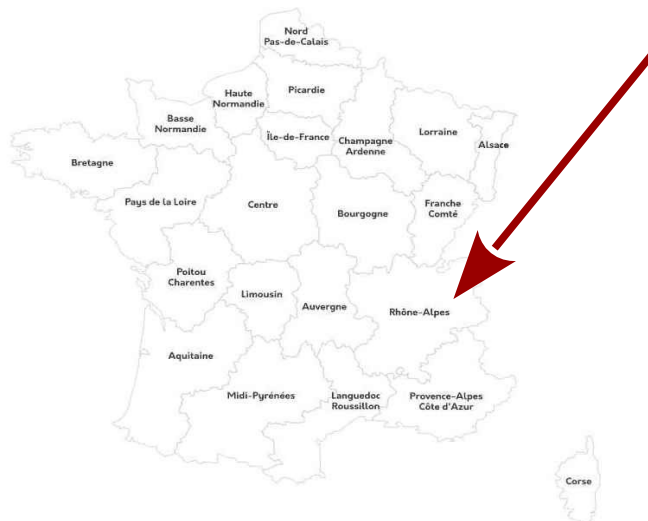 Nord
Pas-de-Calais
Picardie
Haute
Normandie
Basse
Normandie
Île-de-France
Champagne
Ardenne
Lorraine
Alsace
Bretagne
Pays de la Loire
Centre
Bourgogne
Franche
Comté
Poitou
Charentes
Limousin
Auvergne
Rhône-Alpes
Aquitaine
Midi-Pyrénées
Languedoc
Roussillon
Provence-Alpes
Côte d'Azur
Corse